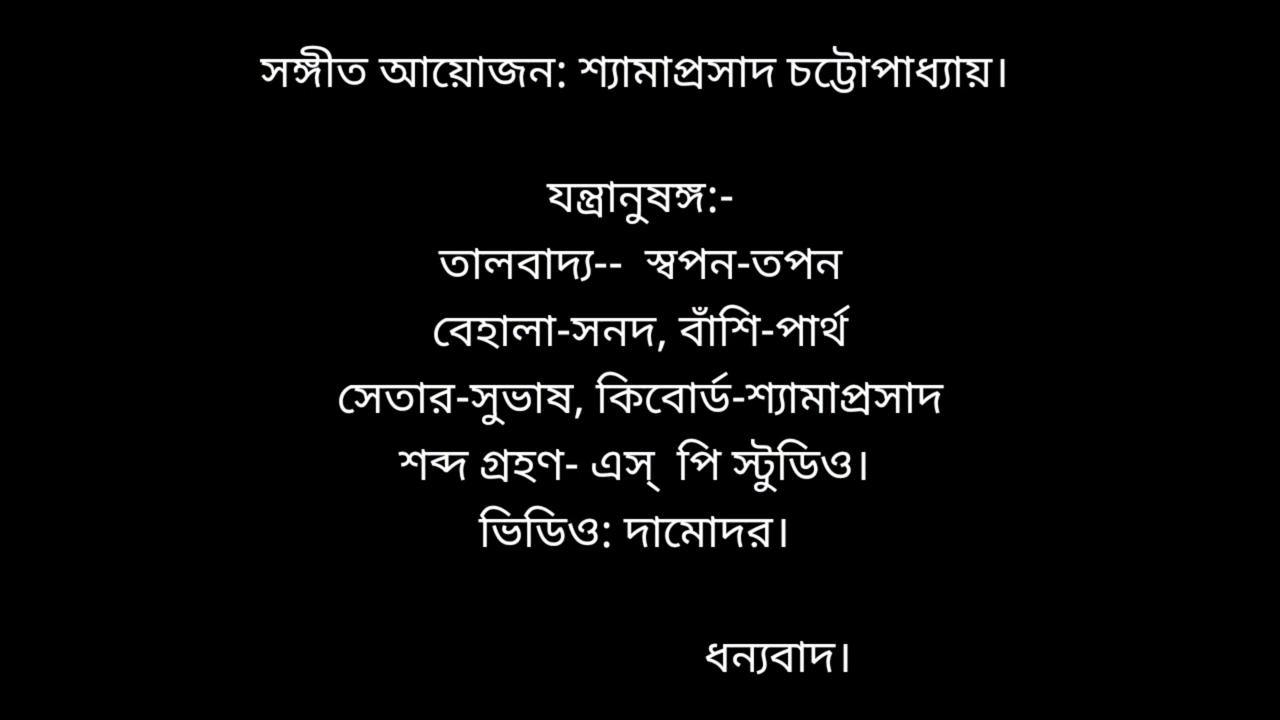 সঙ্গীত আয়োজন: শ্যামাপ্রসাদ চট্টোপাধ্যায়।
যন্ত্রানুষঙ্গ:-
তালবাদ্য-- স্বপন-তপন
বেহালা-সনদ, বাঁশি-পার্থ
সেতার-সুভাষ, কিবোর্ড-শ্যামাপ্রসাদ
শব্দ গ্রহণ- এস্ পি স্টুডিও।
ভিডিও: দামোদর।
ধন্যবাদ।